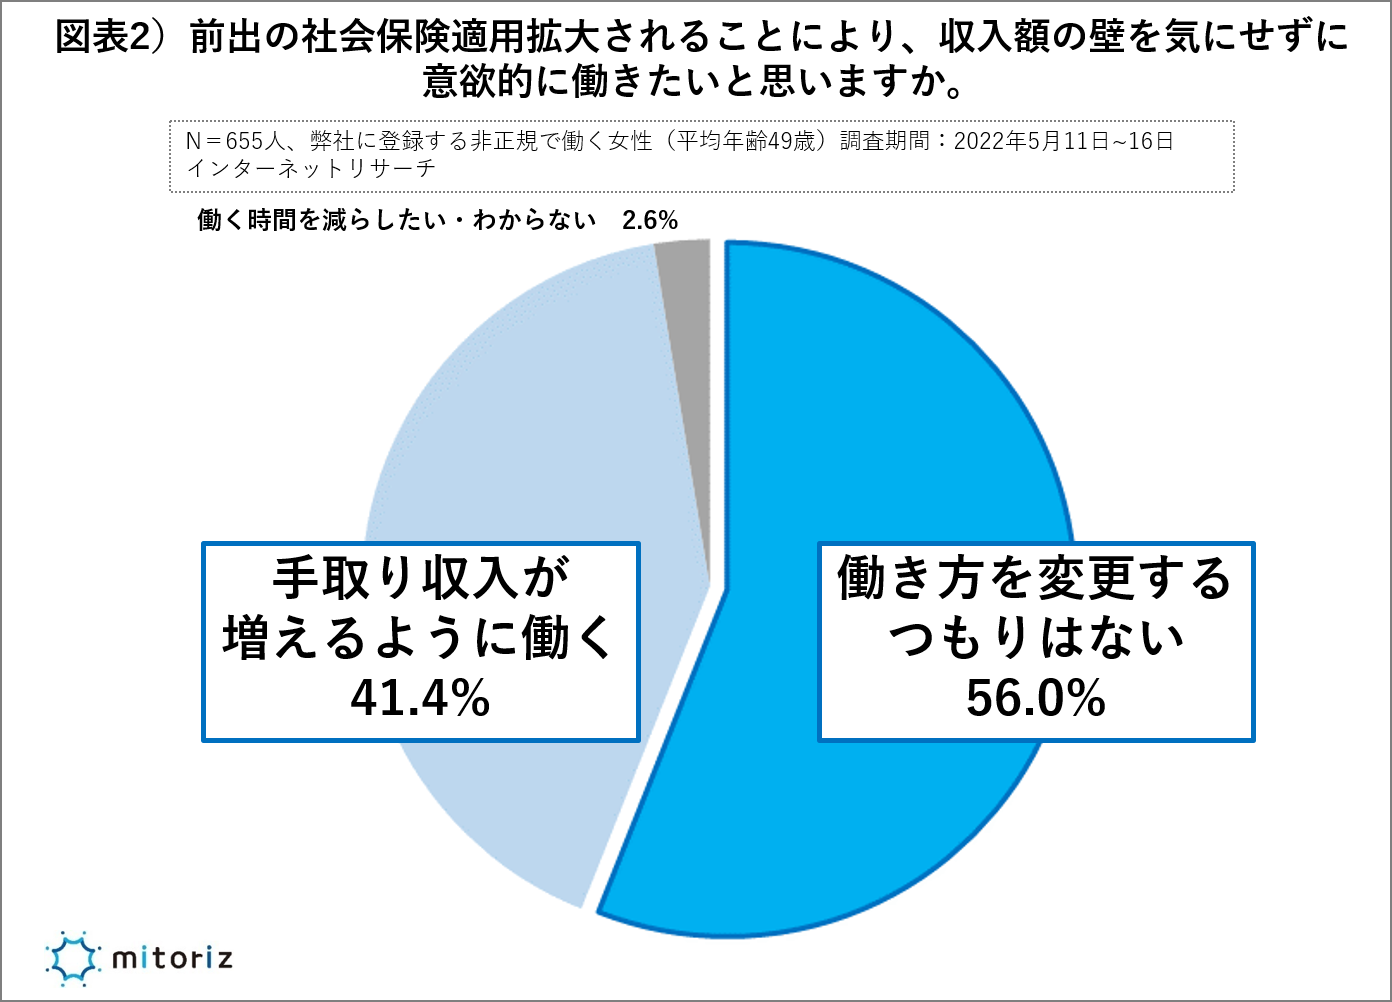 図表2）前出の社会保険適用拡大されることにより、収入額の壁を気にせずに
意欲的に働きたいと思いますか。
N＝655人、弊社に登録する非正規で働く女性（平均年齢49歳）調査期間：2022年5月11日~16日
インターネットリサーチ
働く時間を減らしたい・わからない　2.6%
手取り収入が
増えるように働く
41.4%
働き方を変更する
つもりはない
56.0%
mitoriz